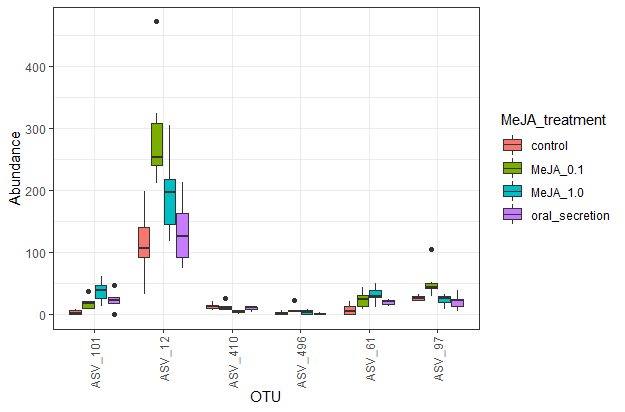 Abundance
400
300
200
100
0
ASV_101
ASV_12
ASV_410
ASV_496
ASV_61
ASV_97
OTU
MeJA_treatment
control
MeJA_0.1
MeJA_1.0
oral_secretion